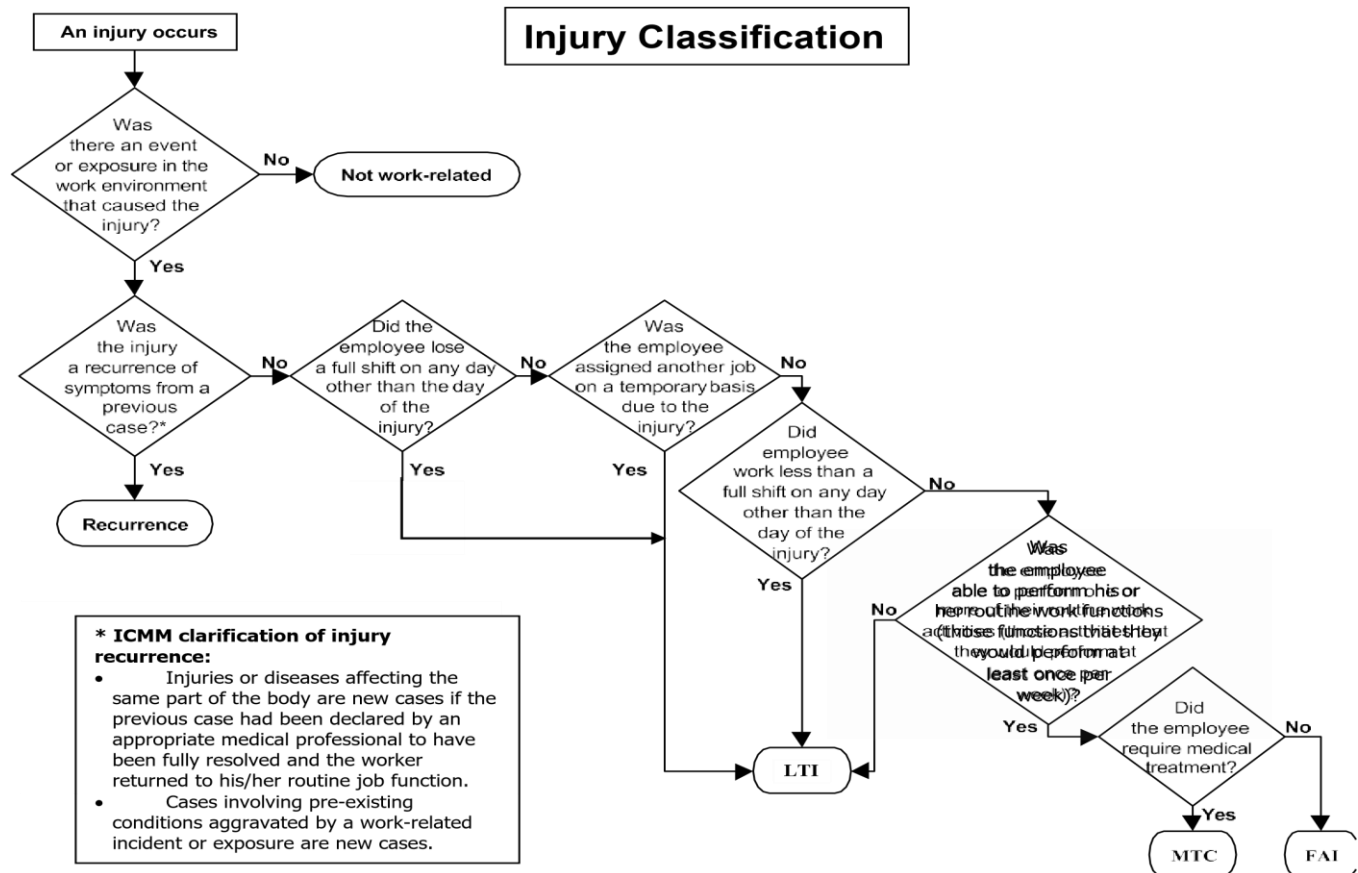 An injury occurs
Injury Classification
Was
there an event
or exposure in the
work environment
that caused the
injury?
No
Not work-related
Yes
Was
the injury
a recurrence of
symptoms from a
previous
case?*
No
Did the
employee lose
a full shift on any day
other than the day
of the
injury?
No
Was
the employee
assigned another job
on a temporary basis
due to the
injury?
No
Yes
Recurrence
Yes
Yes
Did
employee
work less than a
full shift on any day
other than the
day of the
injury?
No
Yes
Was
the employee
able to perform his or
her routine work functions
(those functions that they
would perform at
least once per
week)?
No
Yes
LTI
Did
the employee
require medical
treatment?
No
Yes
MTC
FAI
* ICMM clarification of injury
recurrence:
• Injuries or diseases affecting the
same part of the body are new cases if the
previous case had been declared by an
appropriate medical professional to have
been fully resolved and the worker
returned to his/her routine job function.
• Cases involving pre-existing
conditions aggravated by a work-related
incident or exposure are new cases.